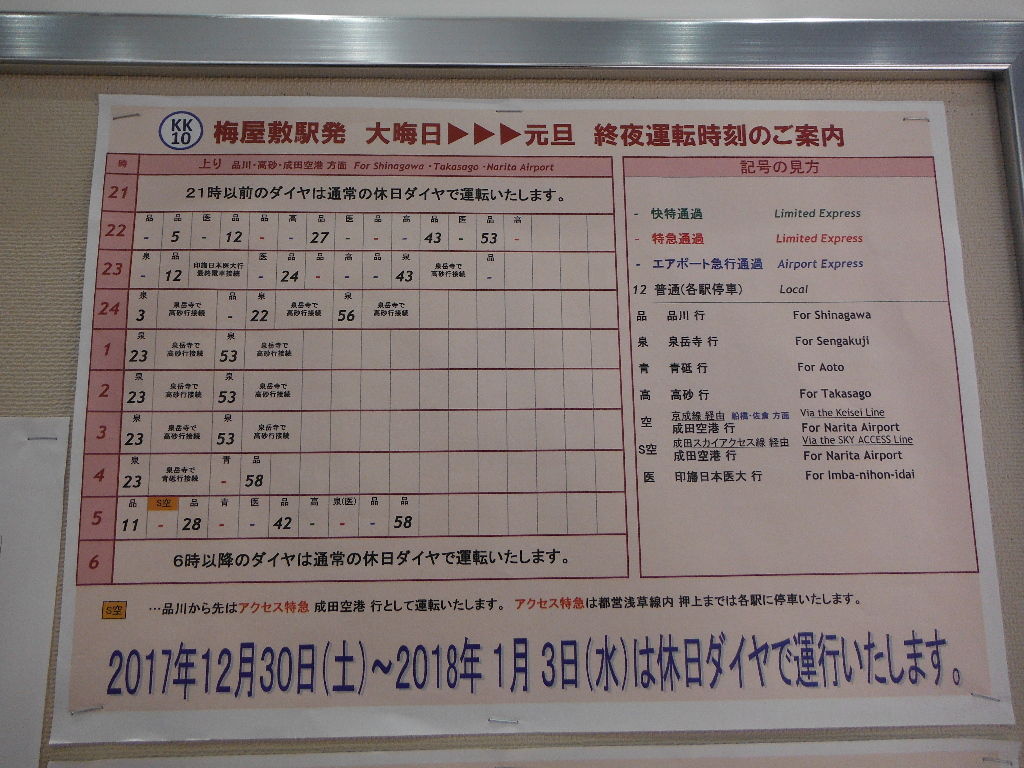 KK 10 梅屋敷駅発 大晦日▶▶▶元旦 終夜運転時刻のご案内
時 上り 品川・高砂・成田空港 方面 For Shinagawa・Takasago・Narita Airport
21 21時以前のダイヤは通常の休日ダイヤで運転いたします。
品 品 医 品 品 高 品 医 品 高 品 医 品 高
22 - 5 - 12 - - 27 - - - 43 - 53 -
泉 品 印旛日本医大行 最終電車接続 医 品 品 高 泉 泉岳寺で 高砂行接続 品
23 - 12 - 24 - - - 43 -
泉 泉岳寺で 高砂行接続 品 泉 泉岳寺で 高砂行接続 泉 泉岳寺で 高砂行接続
24 3 - 22 56
泉 泉岳寺で 高砂行接続 泉 泉岳寺で 高砂行接続
1 23 53
泉 泉岳寺で 高砂行接続 泉 泉岳寺で 高砂行接続
2 23 53
泉 泉岳寺で 高砂行接続 泉 泉岳寺で 高砂行接続
3 23 53
泉 泉岳寺で 青砥行接続 青 品
4 23 - 58
品 S空 品 青 医 品 高 泉(医) 品 品
5 11 - 28 - - 42 - - - 58
6 6時以降のダイヤは通常の休日ダイヤで運転いたします。
記号の見方
- 快特通過 Limited Express
- 特急通過 Limited Express
- エアポート急行通過 Airport Express
12 普通(各駅停車) Local
品 品川 行 For Shinagawa
泉 泉岳寺 行 For Sengakuji
青 青砥 行 For Aoto
高 高砂 行 For Takasago
空 京成線 経由 船橋・佐倉 方面 Via the Keisei Line
成田空港 行 For Narita Airport
S空 成田スカイアクセス線 経由 Via the SKY ACCESS Line
成田空港 行 For Narita Airport
医 印旛日本医大 行 For Imba-nihon-idai
S空 …品川から先はアクセス特急 成田空港 行として運転いたします。 アクセス特急は都営浅草線内 押上までは各駅に停車いたします。
2017年12月30日(土)~2018年 1月 3日(水)は休日ダイヤで運行いたします。